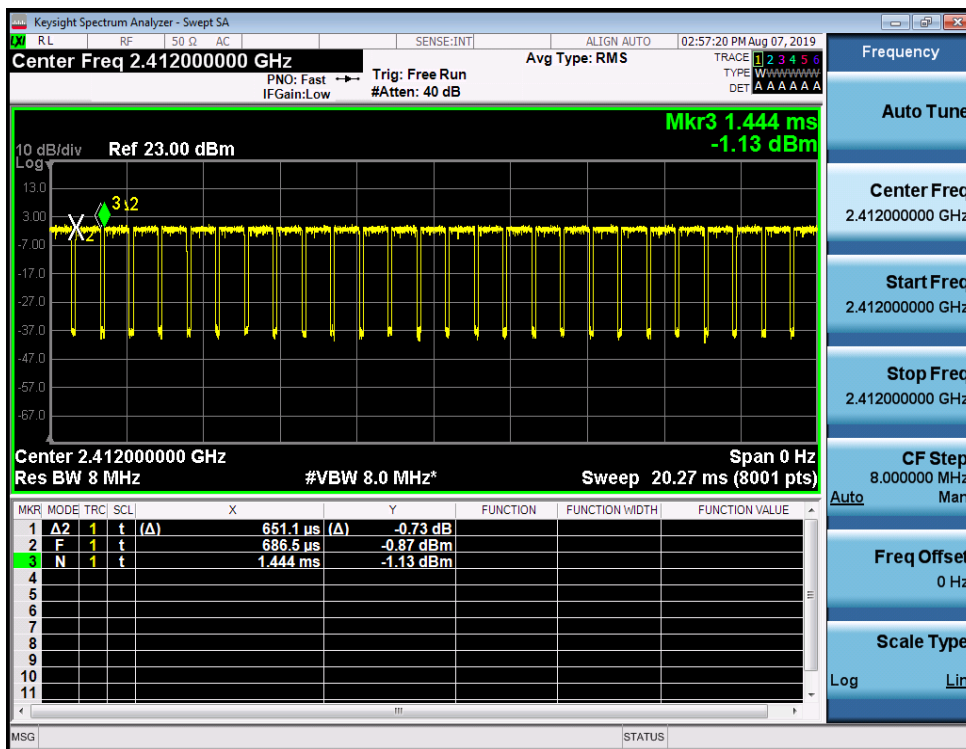 Keysight Spectrum Analyzer - Swept SA
LXI RL RF 50 Ω AC SENSE:INT ALIGN AUTO 02:57:20 PM Aug 07, 2019
Center Freq 2.412000000 GHz
PNO: Fast
IFGain:Low
Trig: Free Run
#Atten: 40 dB
Avg Type: RMS
TRACE 1 2 3 4 5 6
TYPE WWWWWW
DET A A A A A A
Mkr3 1.444 ms
-1.13 dBm
10 dB/div
Log
Ref 23.00 dBm
13.0
3.00
-7.00
-17.0
-27.0
-37.0
-47.0
-57.0
-67.0
X2
3 1Δ2
Center 2.412000000 GHz
Span 0 Hz
Res BW 8 MHz
#VBW 8.0 MHz*
Sweep 20.27 ms (8001 pts)
MKR MODE TRC SCL X Y FUNCTION FUNCTION WIDTH FUNCTION VALUE
1 Δ2 1 t (Δ) 651.1 µs (Δ) -0.73 dB
2 F 1 t 686.5 µs -0.87 dBm
3 N 1 t 1.444 ms -1.13 dBm
4
5
6
7
8
9
10
11
MSG
STATUS
Frequency
Auto Tune
Center Freq
2.412000000 GHz
Start Freq
2.412000000 GHz
Stop Freq
2.412000000 GHz
CF Step
8.000000 MHz
Auto Man
Freq Offset
0 Hz
Scale Type
Log Lin